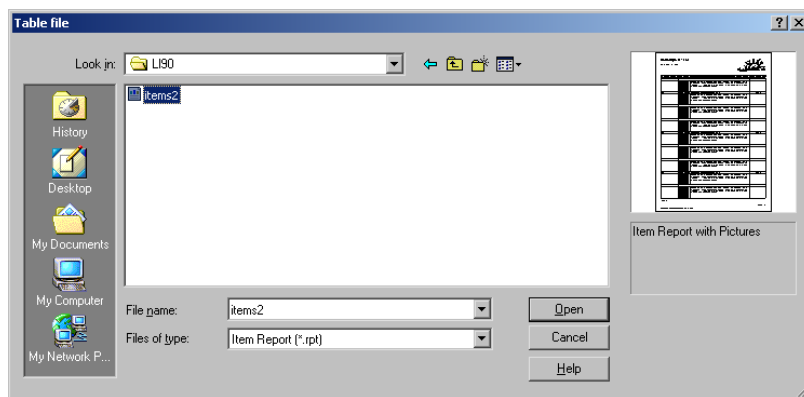 Table file
Look in: LI90
items2
History
Desktop
My Documents
My Computer
My Network P...
File name: items2
Files of type: Item Report (*.rpt)
Open
Cancel
Help
Item Report with Pictures